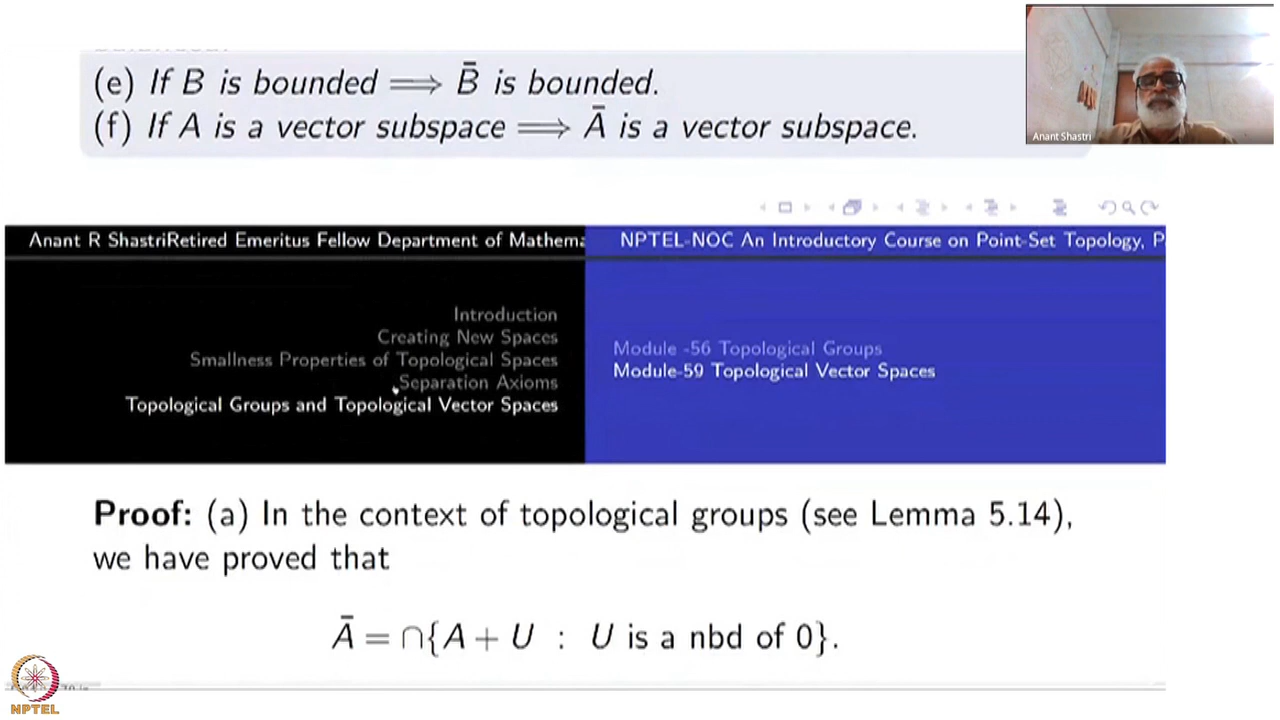 (e) If B is bounded ⟹ B̄ is bounded.
(f) If A is a vector subspace ⟹ Ā is a vector subspace.
Anant Shastri
Anant R ShastriRetired Emeritus Fellow Department of Mathema
NPTEL-NOC An Introductory Course on Point-Set Topology, P
Introduction
Creating New Spaces
Smallness Properties of Topological Spaces
Separation Axioms
Topological Groups and Topological Vector Spaces
Module -56 Topological Groups
Module-59 Topological Vector Spaces
Proof: (a) In the context of topological groups (see Lemma 5.14),
we have proved that
Ā = ∩{A + U : U is a nbd of 0}.
NPTEL